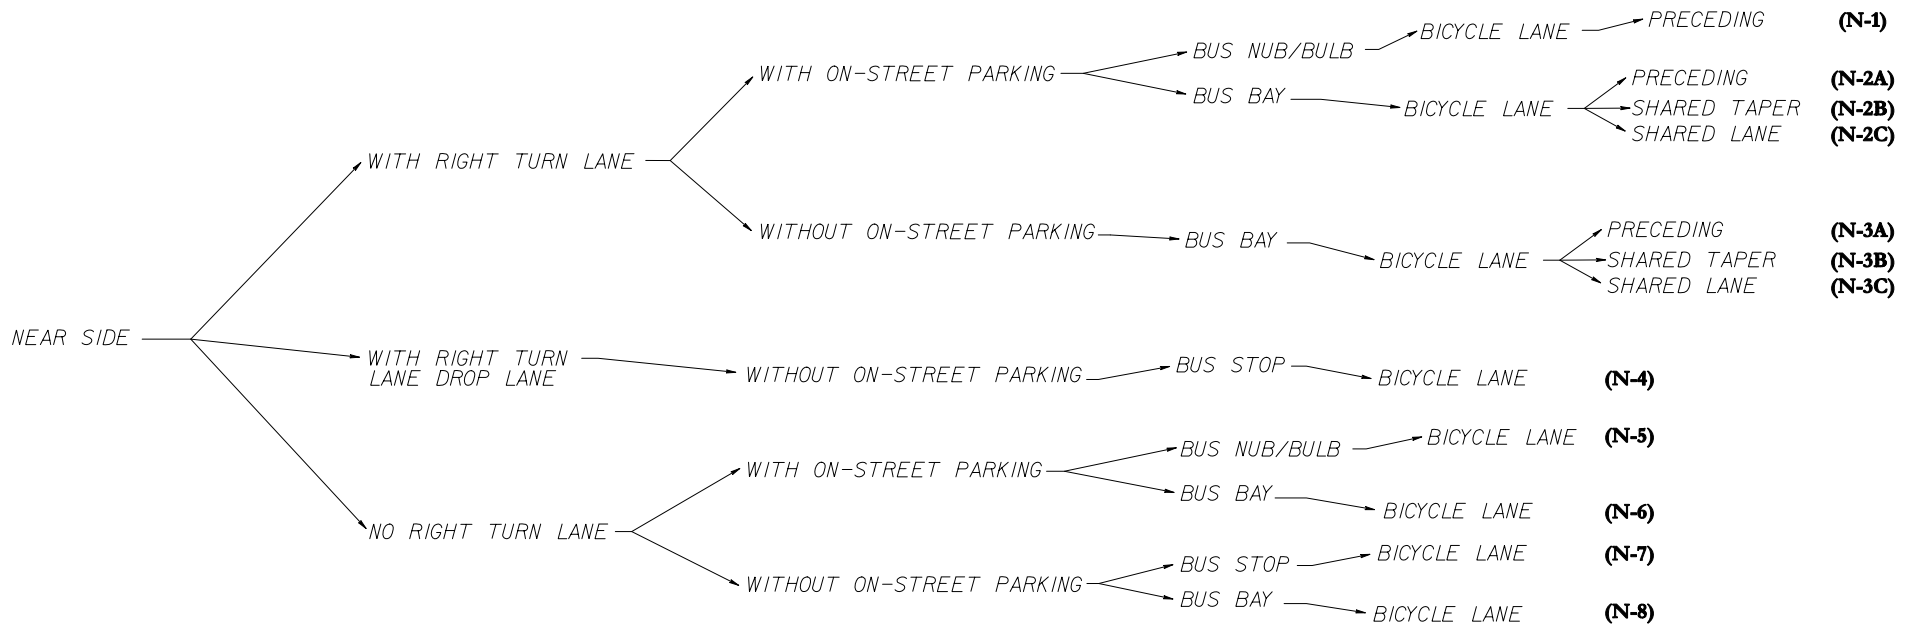 NEAR SIDE
WITH RIGHT TURN LANE
WITH ON-STREET PARKING
BUS NUB/BULB
BICYCLE LANE
PRECEDING
(N-1)
BUS BAY
BICYCLE LANE
PRECEDING
(N-2A)
SHARED TAPER
(N-2B)
SHARED LANE
(N-2C)
WITHOUT ON-STREET PARKING
BUS BAY
BICYCLE LANE
PRECEDING
(N-3A)
SHARED TAPER
(N-3B)
SHARED LANE
(N-3C)
WITH RIGHT TURN
LANE DROP LANE
WITHOUT ON-STREET PARKING
BUS STOP
BICYCLE LANE
(N-4)
NO RIGHT TURN LANE
WITH ON-STREET PARKING
BUS NUB/BULB
BICYCLE LANE
(N-5)
BUS BAY
BICYCLE LANE
(N-6)
WITHOUT ON-STREET PARKING
BUS STOP
BICYCLE LANE
(N-7)
BUS BAY
BICYCLE LANE
(N-8)